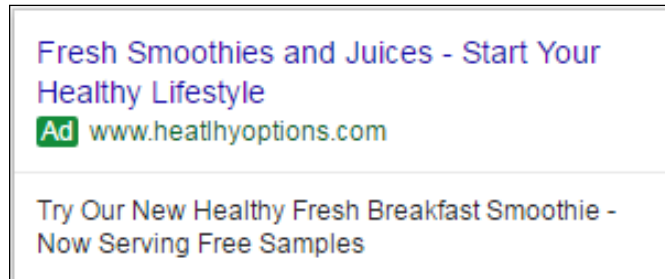 Fresh Smoothies and Juices - Start Your
Healthy Lifestyle
Ad www.heatlhyoptions.com
Try Our New Healthy Fresh Breakfast Smoothie -
Now Serving Free Samples